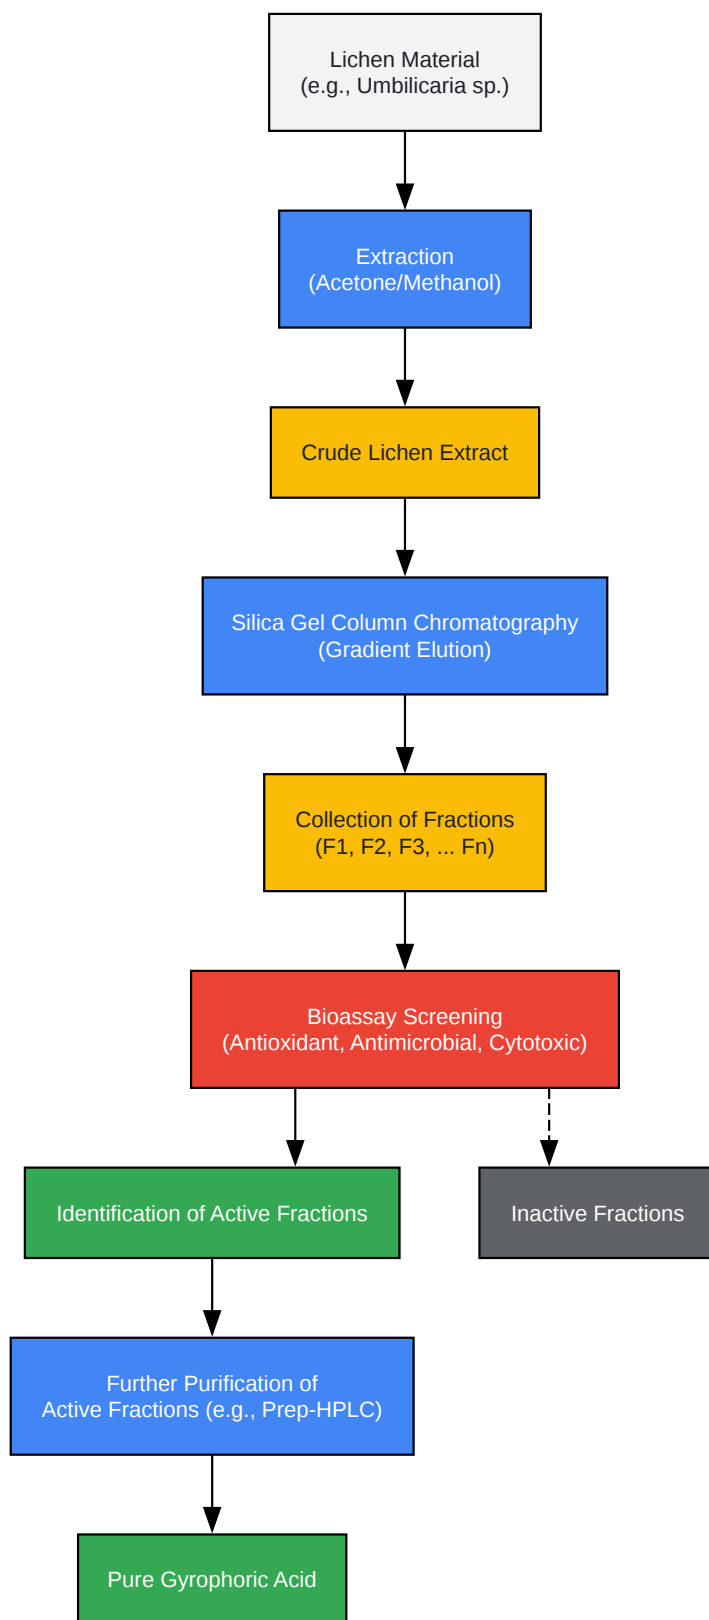 Lichen Material
(e.g., Umbilicaria sp.)
Extraction
(Acetone/Methanol)
Crude Lichen Extract
Silica Gel Column Chromatography
(Gradient Elution)
Collection of Fractions
(F1, F2, F3, ... Fn)
Bioassay Screening
(Antioxidant, Antimicrobial, Cytotoxic)
Identification of Active Fractions
Inactive Fractions
Further Purification of
Active Fractions (e.g., Prep-HPLC)
Pure Gyrophoric Acid